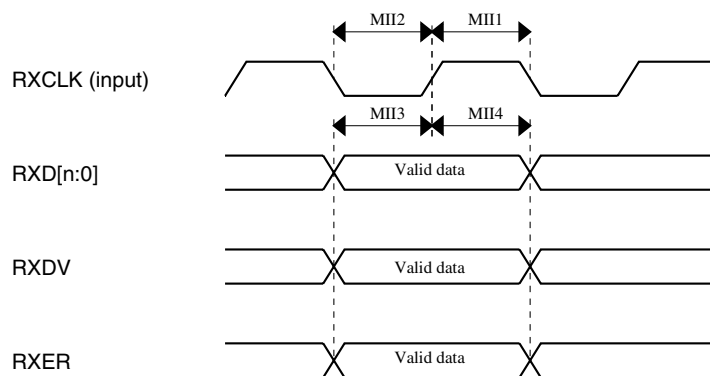 MII2 MII1
RXCLK (input)
MII3 MII4
RXD[n:0] Valid data
RXDV Valid data
RXER Valid data